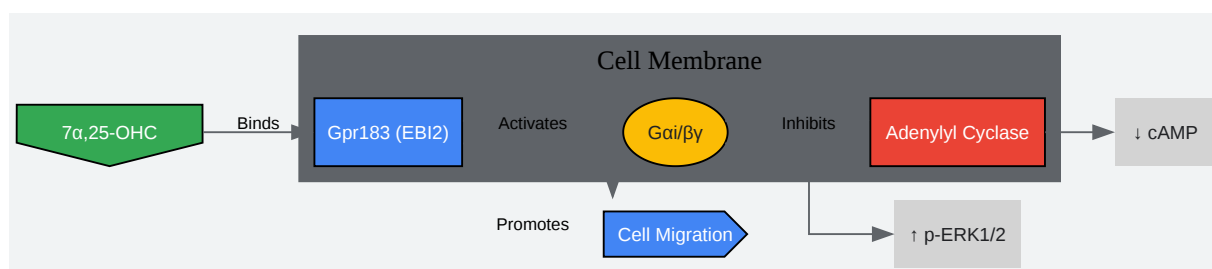 Cell Membrane
7α,25-OHC
Binds
Gpr183 (EBI2)
Activates
Gαi/βγ
Inhibits
Adenylyl Cyclase
↓ cAMP
Promotes
Cell Migration
↑ p-ERK1/2